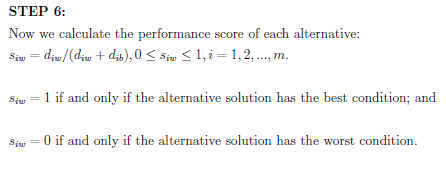 STEP 6:
Now we calculate the performance score of each alternative:
s_{iw} = d_{iw}/(d_{iw} + d_{ib}), 0 ≤ s_{iw} ≤ 1, i = 1, 2, ..., m.
s_{iw} = 1 if and only if the alternative solution has the best condition; and
s_{iw} = 0 if and only if the alternative solution has the worst condition.